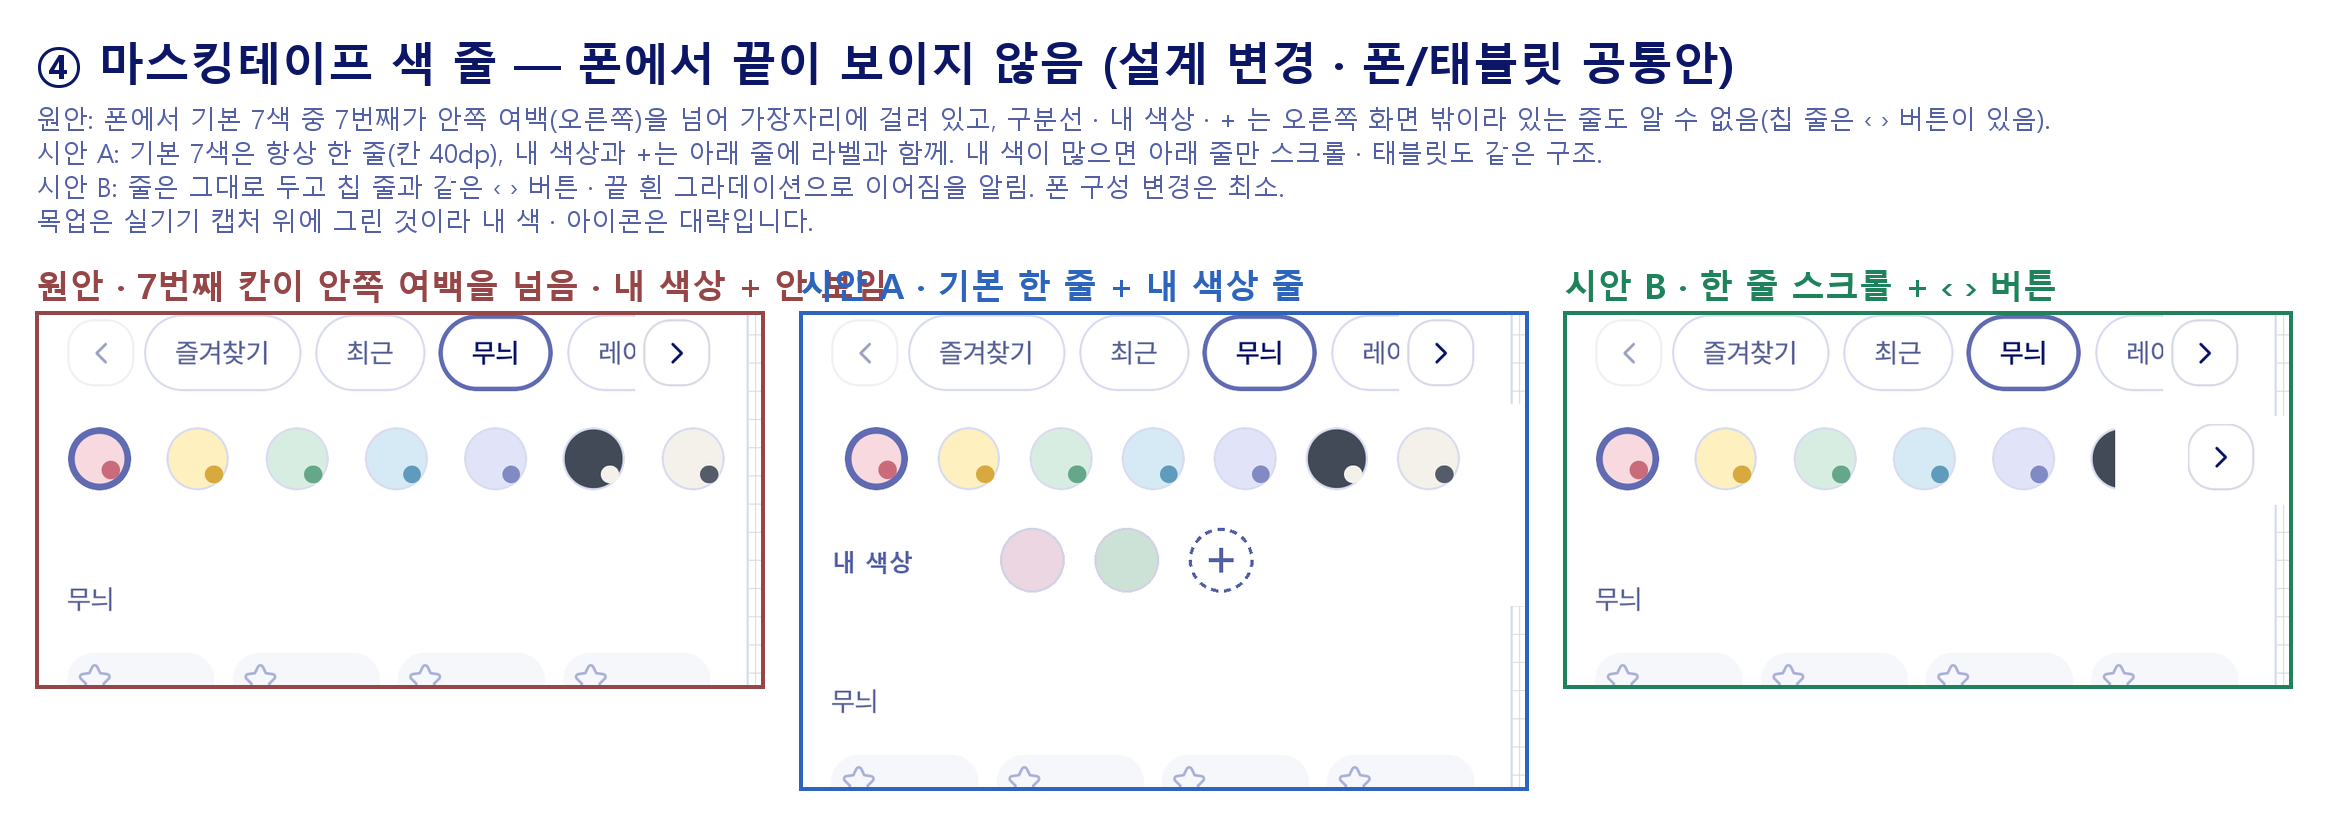 ④ 마스킹테이프 색 줄 — 폰에서 끝이 보이지 않음 (설계 변경 · 폰/태블릿 공통안)
원안: 폰에서 기본 7색 중 7번째가 안쪽 여백(오른쪽)을 넘어 가장자리에 걸려 있고, 구분선 · 내 색상 · + 는 오른쪽 화면 밖이라 있는 줄도 알 수 없음(칩 줄은 ‹ › 버튼이 있음).
시안 A: 기본 7색은 항상 한 줄(칸 40dp), 내 색상과 +는 아래 줄에 라벨과 함께. 내 색이 많으면 아래 줄만 스크롤 · 태블릿도 같은 구조.
시안 B: 줄은 그대로 두고 칩 줄과 같은 ‹ › 버튼 · 끝 흰 그라데이션으로 이어짐을 알림. 폰 구성 변경은 최소.
목업은 실기기 캡처 위에 그린 것이라 내 색 · 아이콘은 대략입니다.
원안 · 7번째 칸이 안쪽 여백을 넘음 · 내 색상 + 안 보임
즐겨찾기 최근 무늬 레이
무늬
시안 A · 기본 한 줄 + 내 색상 줄
즐겨찾기 최근 무늬 레이
내 색상 +
무늬
시안 B · 한 줄 스크롤 + ‹ › 버튼
즐겨찾기 최근 무늬 레이
무늬